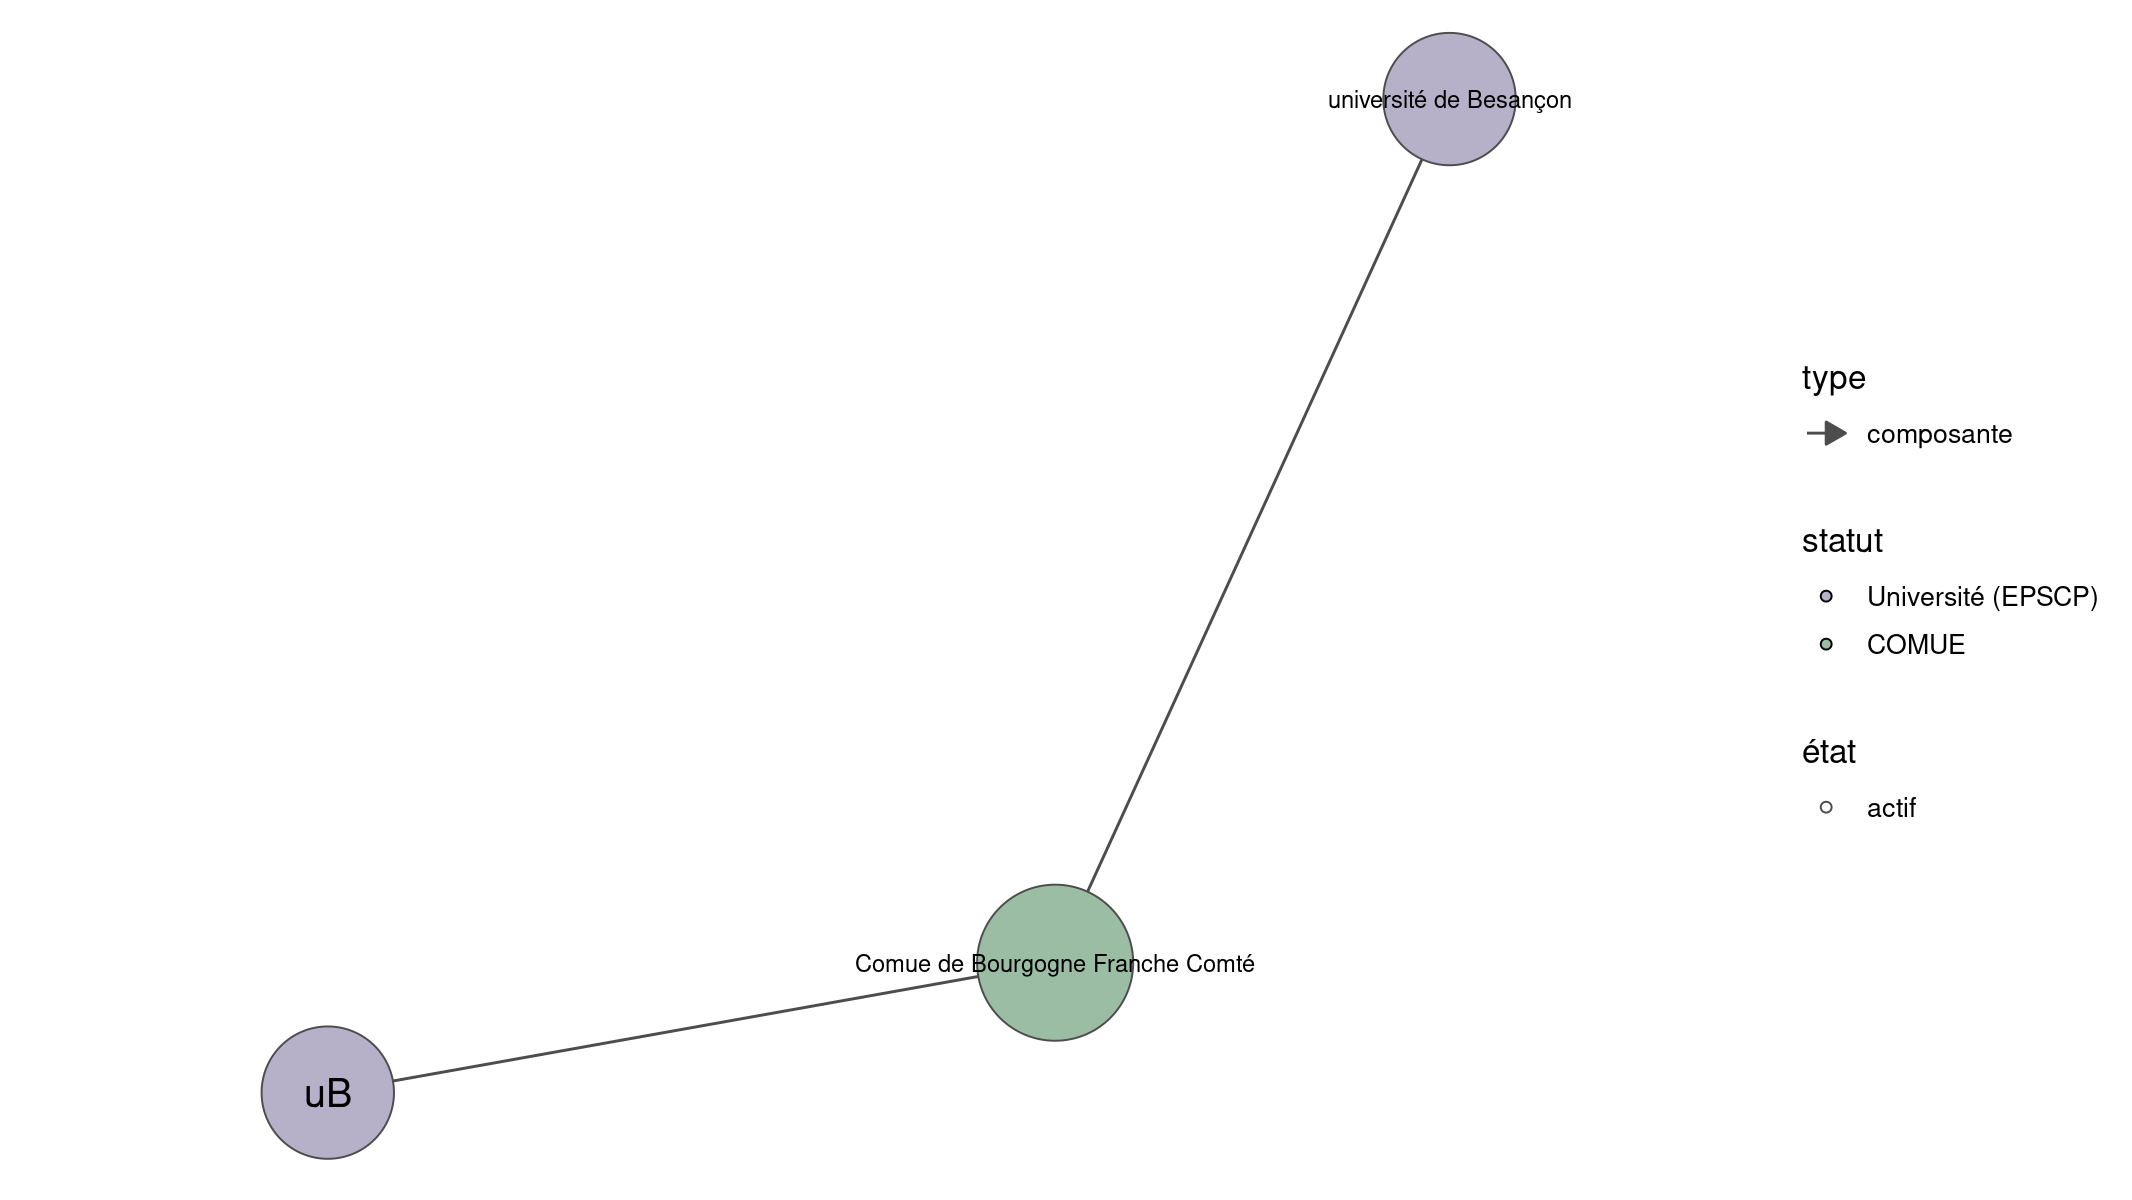 université de Besançon
type
composante
statut
Université (EPSCP)
COMUE
état
actif
Comue de Bourgogne Franche Comté
uB